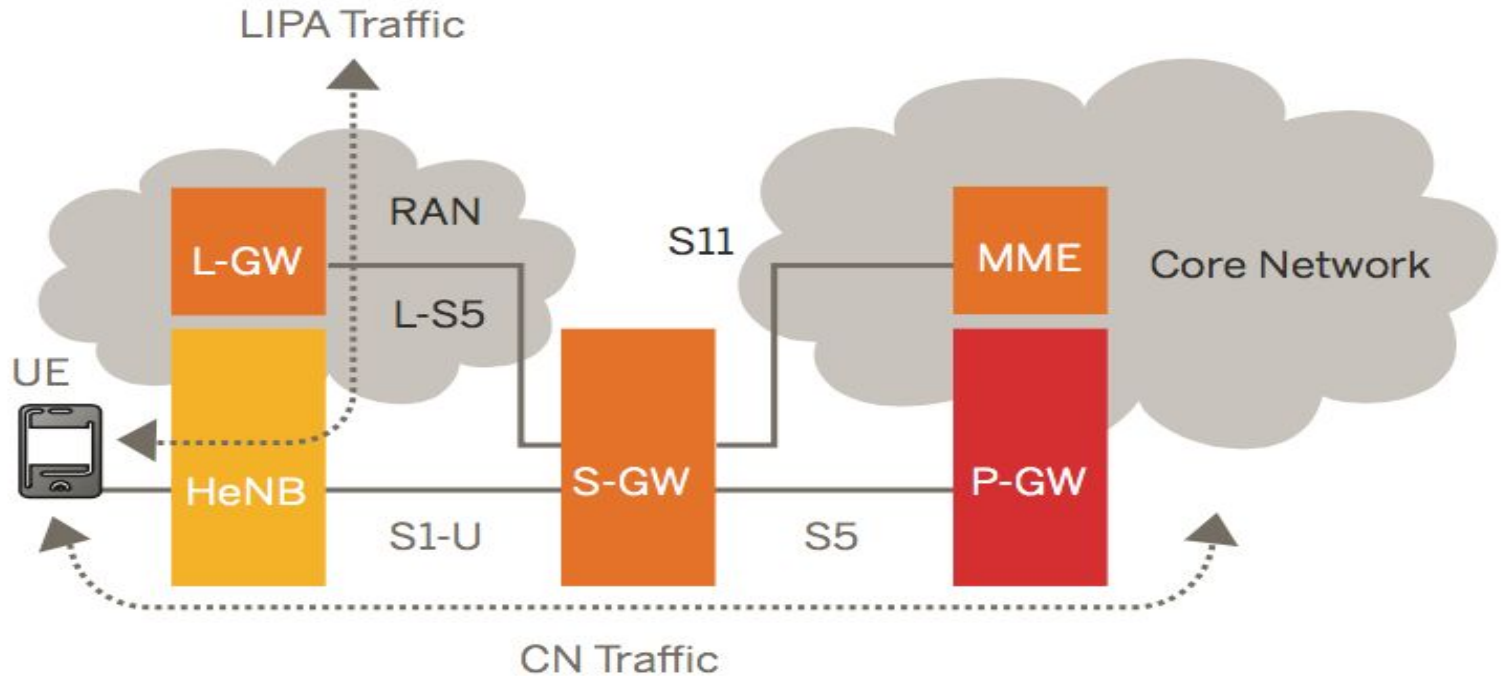 LIPA Traffic
RAN
S11
L-GW
MME
Core Network
L-S5
UE
HeNB
S-GW
P-GW
S1-U
S5
CN Traffic